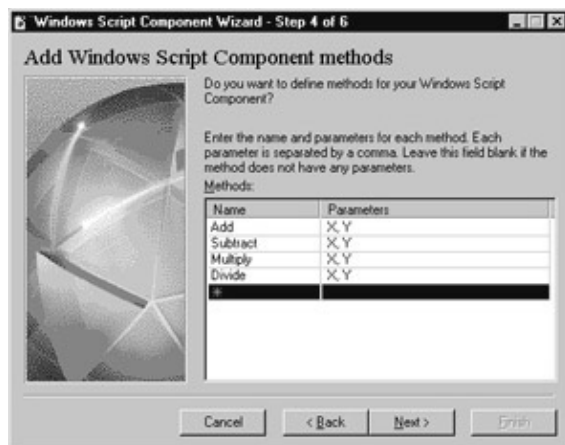 Windows Script Component Wizard - Step 4 of 6
Add Windows Script Component methods
Do you want to define methods for your Windows Script
Component?
Enter the name and parameters for each method. Each
parameter is separated by a comma. Leave this field blank if the
method does not have any parameters.
Methods:
Name Parameters
Add X, Y
Subtract X, Y
Multiply X, Y
Divide X, Y
*
Cancel < Back Next > Finish